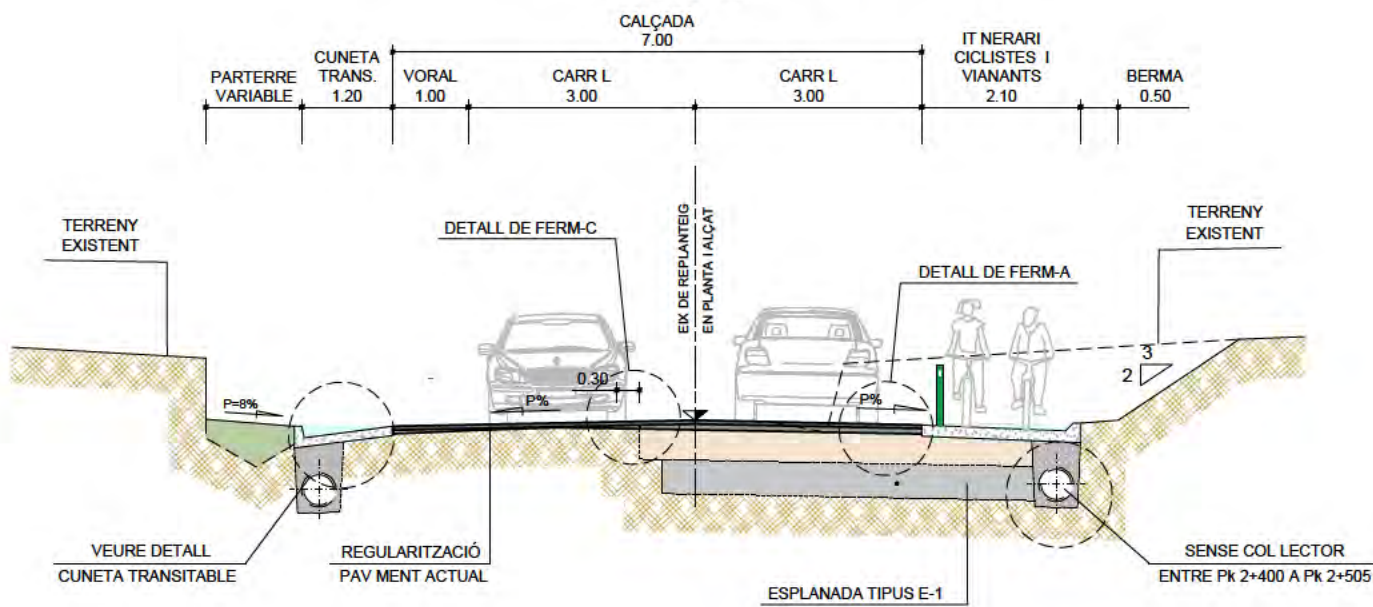 CALÇADA
7.00
PARTERRE
VARIABLE
CUNETA
TRANS.
1.20
VORAL
1.00
CARR L
3.00
CARR L
3.00
IT NERARI
CICLISTES I
VIANANTS
2.10
BERMA
0.50
TERRENY
EXISTENT
DETALL DE FERM-C
EIX DE REPLANTEIG
EN PLANTA I ALÇAT
DETALL DE FERM-A
TERRENY
EXISTENT
3
2
0.30
P=8%
P%
P%
VEURE DETALL
CUNETA TRANSITABLE
REGULARITZACIÓ
PAV MENT ACTUAL
ESPLANADA TIPUS E-1
SENSE COL LECTOR
ENTRE Pk 2+400 A Pk 2+505